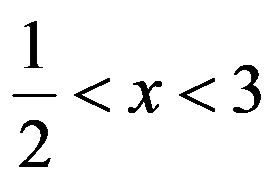 1/2 < x < 3